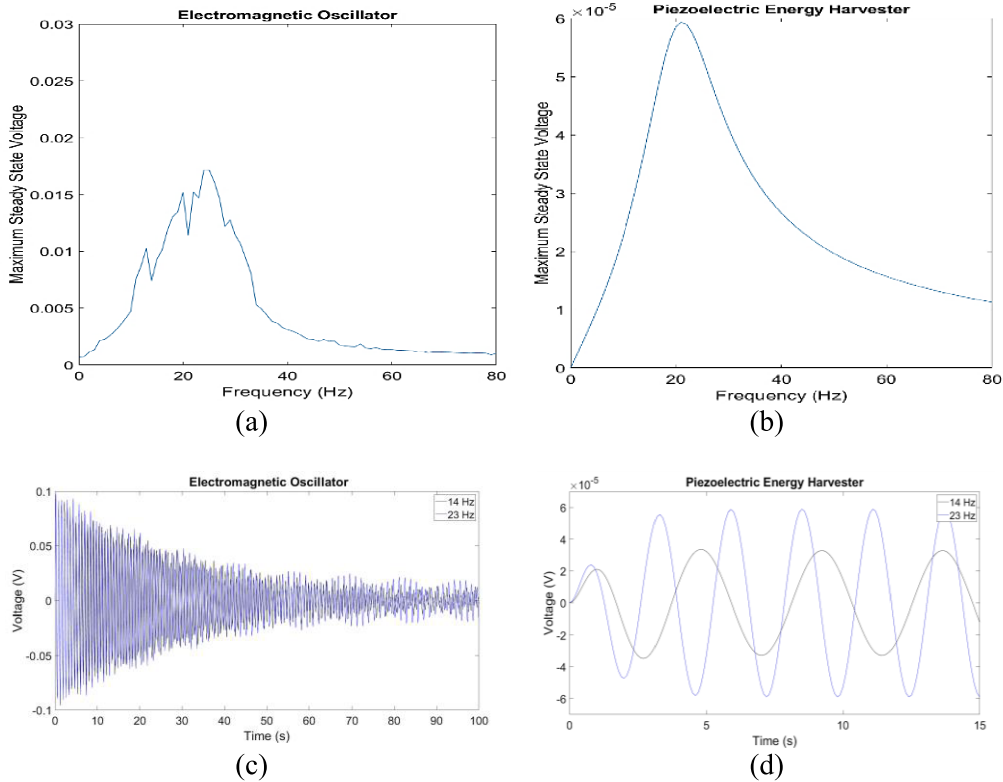 Electromagnetic Oscillator
0.03
0.025
0.02
0.015
0.01
0.005
0
Maximum Steady State Voltage
0 20 40 60 80
Frequency (Hz)
(a)
Piezoelectric Energy Harvester
×10-5
6
5
4
3
2
1
0
Maximum Steady State Voltage
0 20 40 60 80
Frequency (Hz)
(b)
Electromagnetic Oscillator
0.1
0.05
0
-0.05
-0.1
Voltage (V)
14 Hz
23 Hz
0 10 20 30 40 50 60 70 80 90 100
Time (s)
(c)
Piezoelectric Energy Harvester
×10-5
6
4
2
0
-2
-4
-6
Voltage (V)
14 Hz
23 Hz
0 5 10 15
Time (s)
(d)